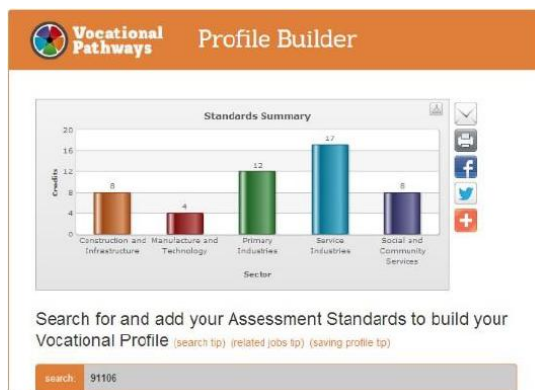 Vocational
Pathways
Profile Builder
Standards Summary
20
16
12
8
4
0
Credits
8
4
12
17
8
Construction and
Infrastructure
Manufacture and
Technology
Primary
Industries
Service
Industries
Social and
Community
Services
Sector
Search for and add your Assessment Standards to build your
Vocational Profile (search tip) (related jobs tip) (saving profile tip)
search: 91106